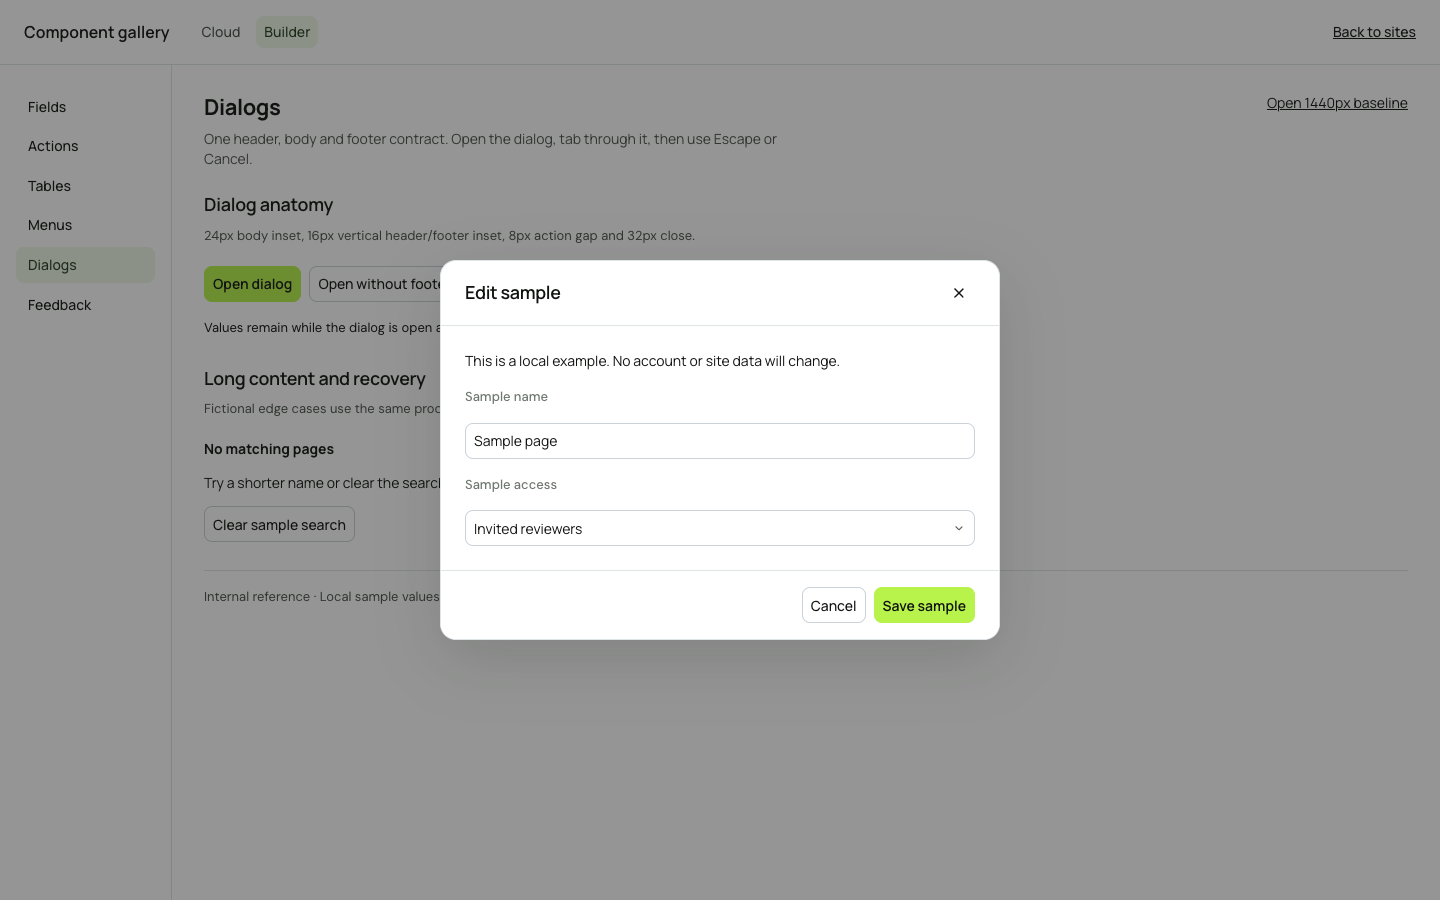 Component gallery
Cloud
Builder
Back to sites
Fields
Actions
Tables
Menus
Dialogs
Feedback
Dialogs
Open 1440px baseline
One header, body and footer contract. Open the dialog, tab through it, then use Escape or
Cancel.
Dialog anatomy
24px body inset, 16px vertical header/footer inset, 8px action gap and 32px close.
Open dialog
Open without foote
Values remain while the dialog is open
Long content and recovery
Fictional edge cases use the same
No matching pages
Try a shorter name or clear the search
Clear sample search
Internal reference · Local sample values
Edit sample
This is a local example. No account or site data will change.
Sample name
Sample page
Sample access
Invited reviewers
Cancel
Save sample